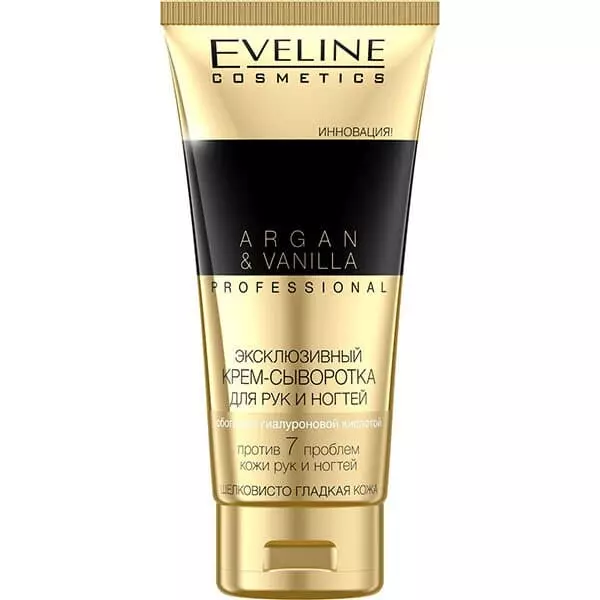 EVELINE
COSMETICS
ИННОВАЦИЯ!
ARGAN
& VANILLA
PROFESSIONAL
ЭКСКЛЮЗИВНЫЙ
КРЕМ-СЫВОРОТКА
ДЛЯ РУК И НОГТЕЙ
гиалуроновой кислотой
против 7 проблем
кожи рук и ногтей
ШЕЛКОВИСТО ГЛАДКАЯ КОЖА